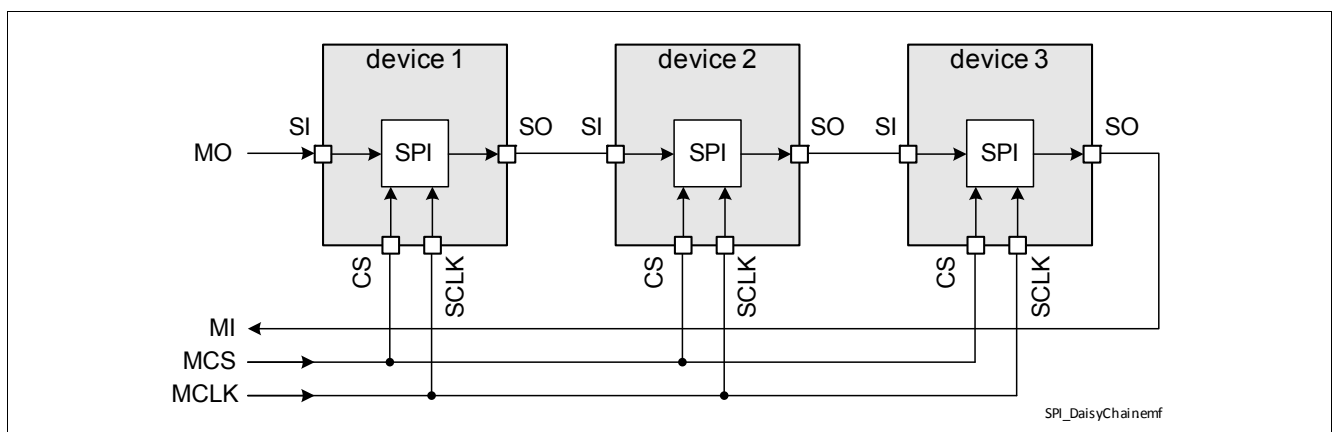 device 1
device 2
device 3
MO
SI
SPI
SO
SI
SPI
SO
SI
SPI
SO
CS
SCLK
CS
SCLK
CS
SCLK
MI
MCS
MCLK
SPI_DaisyChainemf